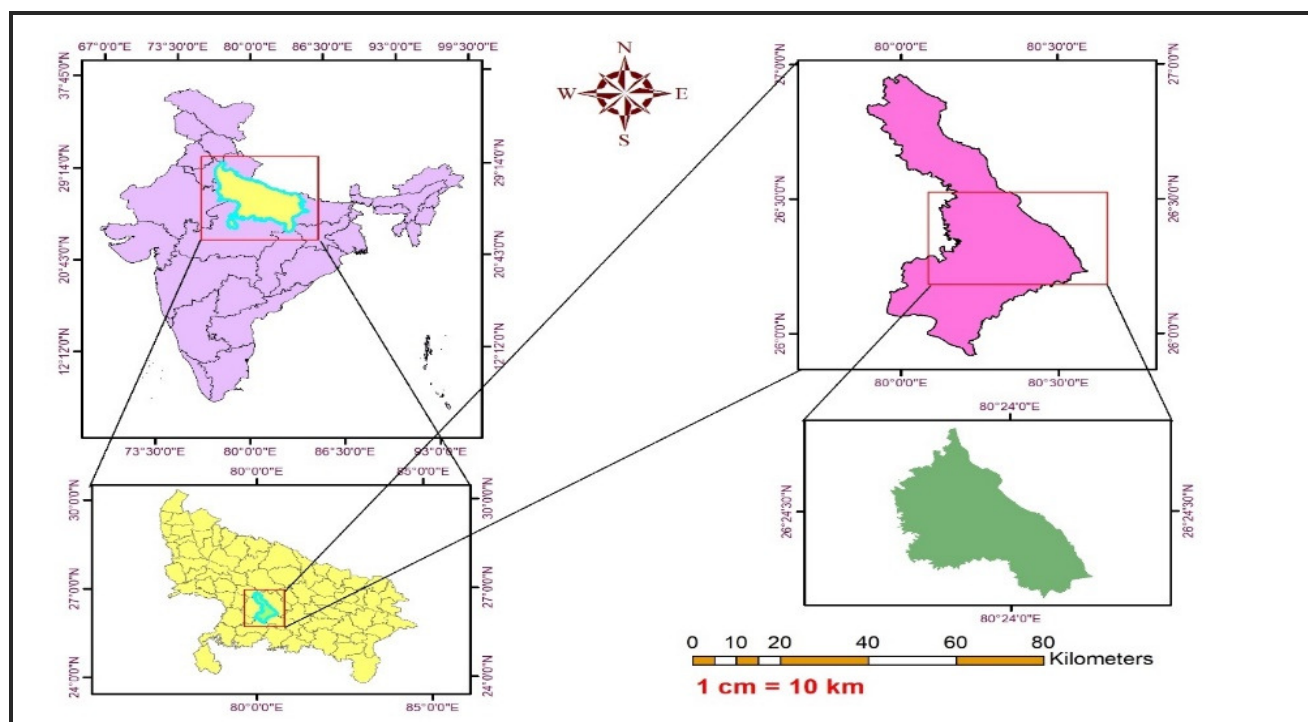 67°0'0"E 73°30'0"E 80°0'0"E 86°30'0"E 93°0'0"E 99°30'0"E
37°45'0"N
29°14'0"N
20°43'0"N
12°12'0"N
29°14'0"N
20°43'0"N
12°12'0"N
73°30'0"E 80°0'0"E 86°30'0"E 93°0'0"E
N
W E
S
80°0'0"E 80°30'0"E
27°0'0"N
26°30'0"N
26°0'0"N
27°0'0"N
26°30'0"N
26°0'0"N
80°0'0"E 80°30'0"E
80°0'0"E 85°0'0"E
30°0'0"N
27°0'0"N
24°0'0"N
30°0'0"N
27°0'0"N
24°0'0"N
80°0'0"E 85°0'0"E
80°24'0"E
26°24'30"N
26°24'30"N
80°24'0"E
0 10 20 40 60 80
Kilometers
1 cm = 10 km